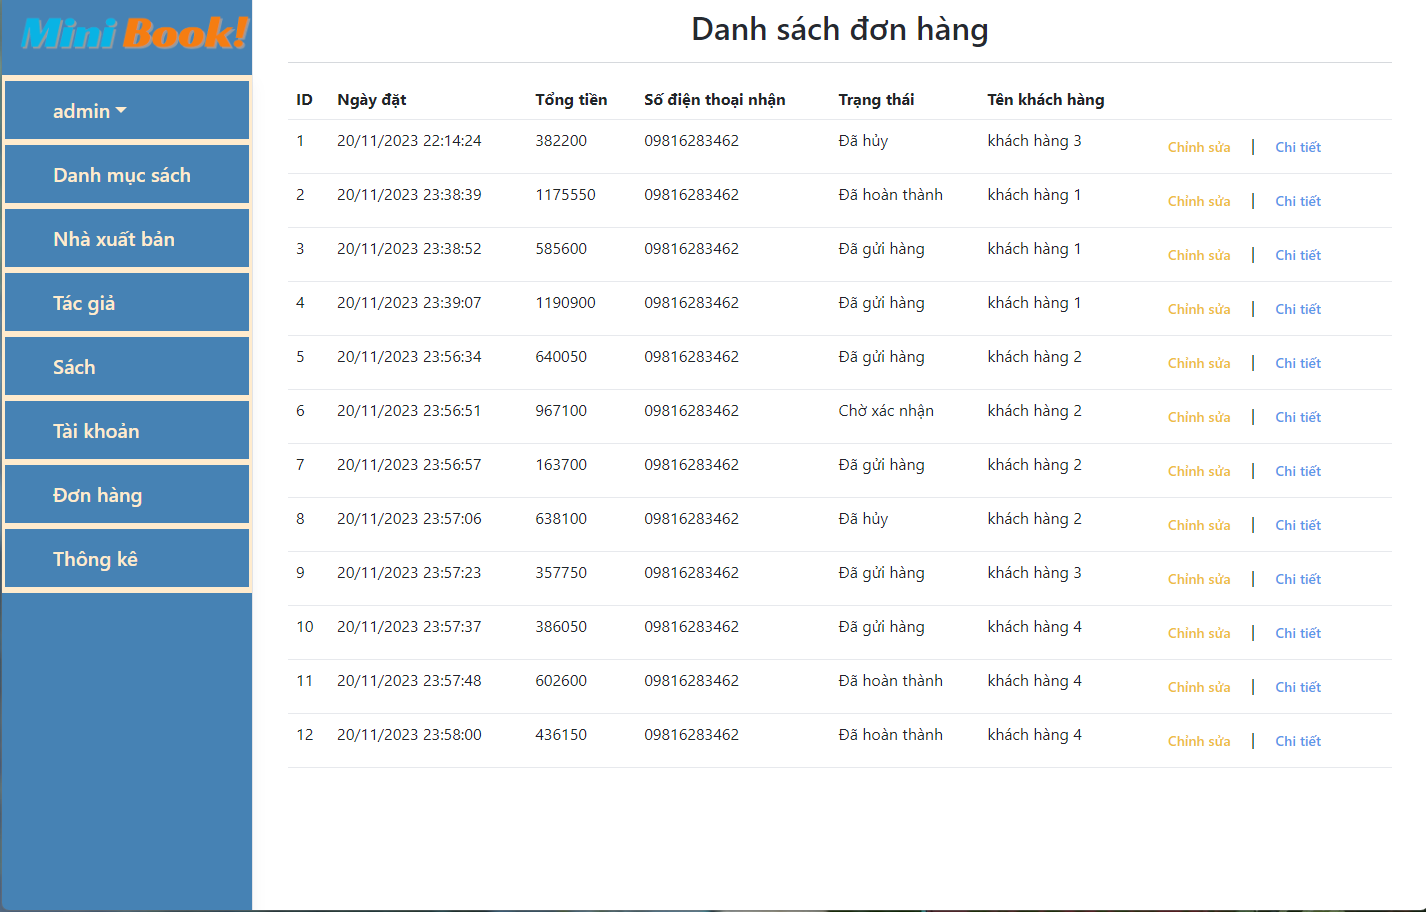 Mini Book!
admin
Danh mục sách
Nhà xuất bản
Tác giả
Sách
Tài khoản
Đơn hàng
Thông kê
Danh sách đơn hàng
ID Ngày đặt Tổng tiền Số điện thoại nhận Trạng thái Tên khách hàng
1 20/11/2023 22:14:24 382200 09816283462 Đã hủy khách hàng 3 Chỉnh sửa | Chi tiết
2 20/11/2023 23:38:39 1175550 09816283462 Đã hoàn thành khách hàng 1 Chỉnh sửa | Chi tiết
3 20/11/2023 23:38:52 585600 09816283462 Đã gửi hàng khách hàng 1 Chỉnh sửa | Chi tiết
4 20/11/2023 23:39:07 1190900 09816283462 Đã gửi hàng khách hàng 1 Chỉnh sửa | Chi tiết
5 20/11/2023 23:56:34 640050 09816283462 Đã gửi hàng khách hàng 2 Chỉnh sửa | Chi tiết
6 20/11/2023 23:56:51 967100 09816283462 Chờ xác nhận khách hàng 2 Chỉnh sửa | Chi tiết
7 20/11/2023 23:56:57 163700 09816283462 Đã gửi hàng khách hàng 2 Chỉnh sửa | Chi tiết
8 20/11/2023 23:57:06 638100 09816283462 Đã hủy khách hàng 2 Chỉnh sửa | Chi tiết
9 20/11/2023 23:57:23 357750 09816283462 Đã gửi hàng khách hàng 3 Chỉnh sửa | Chi tiết
10 20/11/2023 23:57:37 386050 09816283462 Đã gửi hàng khách hàng 4 Chỉnh sửa | Chi tiết
11 20/11/2023 23:57:48 602600 09816283462 Đã hoàn thành khách hàng 4 Chỉnh sửa | Chi tiết
12 20/11/2023 23:58:00 436150 09816283462 Đã hoàn thành khách hàng 4 Chỉnh sửa | Chi tiết